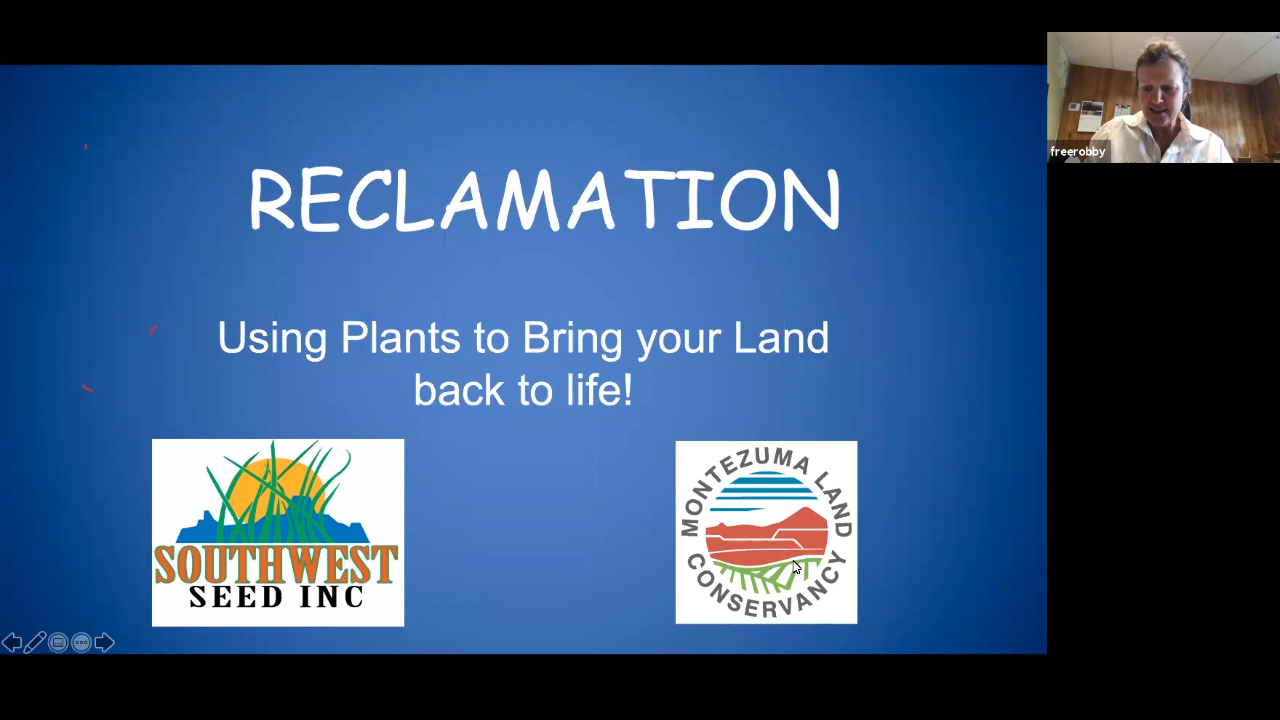 RECLAMATION
Using Plants to Bring your Land
back to life!
SOUTHWEST
SEED INC
MONTEZUMA LAND
CONSERVANCY
freerobby